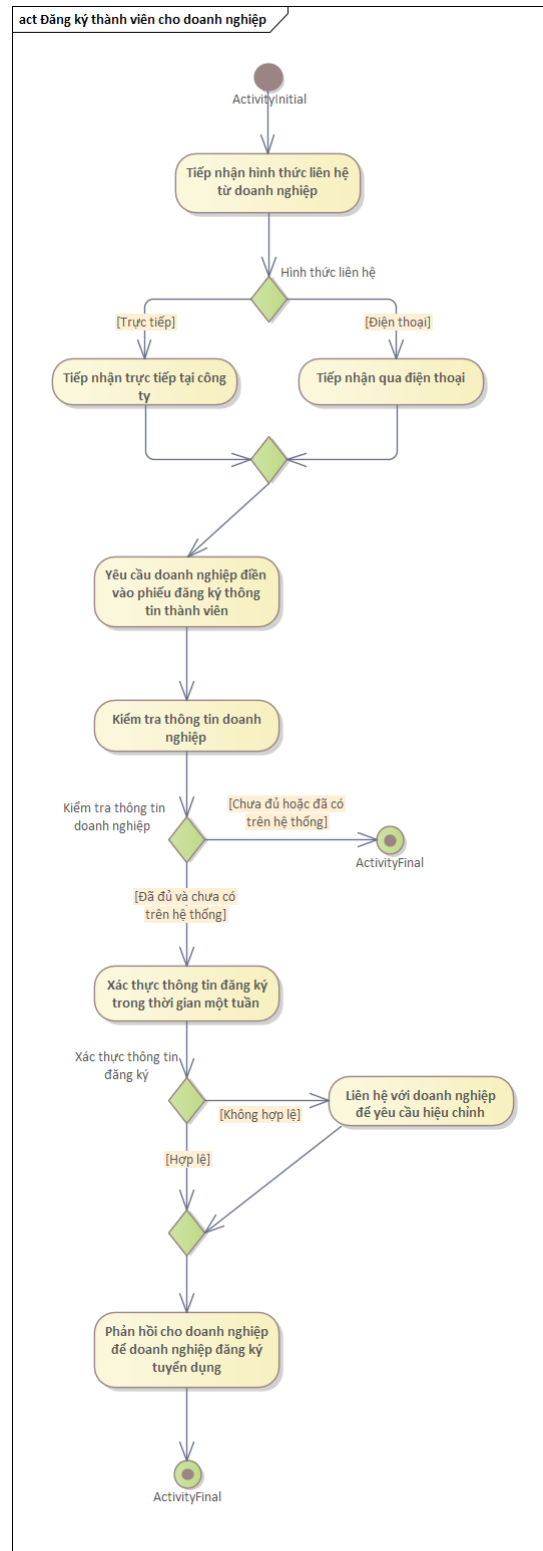 act Đăng ký thành viên cho doanh nghiệp
ActivityInitial
Tiếp nhận hình thức liên hệ
từ doanh nghiệp
Hình thức liên hệ
[Trực tiếp]
[Điện thoại]
Tiếp nhận trực tiếp tại công
ty
Tiếp nhận qua điện thoại
Yêu cầu doanh nghiệp điền
vào phiếu đăng ký thông
tin thành viên
Kiểm tra thông tin doanh
nghiệp
Kiểm tra thông tin
doanh nghiệp
[Chưa đủ hoặc đã có
trên hệ thống]
ActivityFinal
[Đã đủ và chưa có
trên hệ thống]
Xác thực thông tin đăng ký
trong thời gian một tuần
Xác thực thông tin
đăng ký
[Không hợp lệ]
Liên hệ với doanh nghiệp
để yêu cầu hiệu chỉnh
[Hợp lệ]
Phản hồi cho doanh nghiệp
để doanh nghiệp đăng ký
tuyển dụng
ActivityFinal